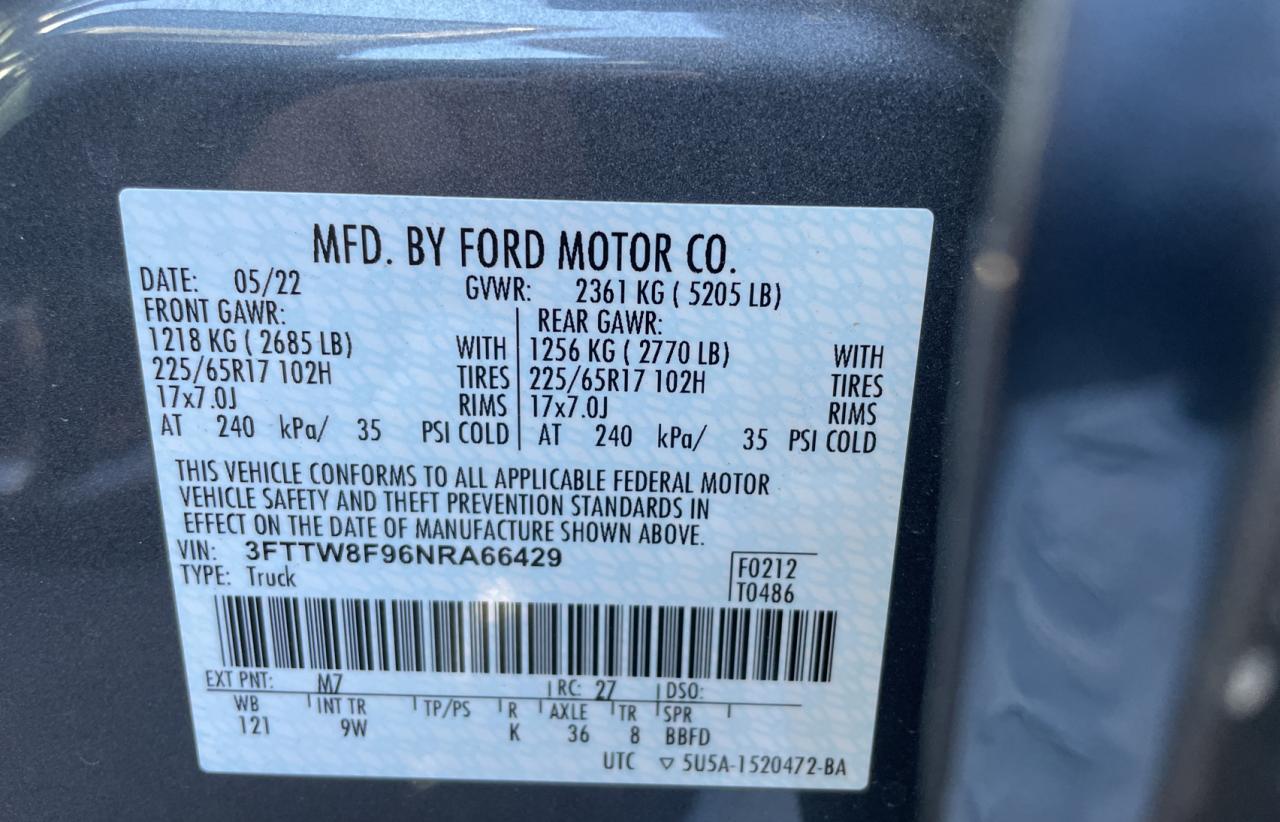 MFD. BY FORD MOTOR CO.
DATE: 05/22 GVWR: 2361 KG ( 5205 LB)
FRONT GAWR: REAR GAWR:
1218 KG ( 2685 LB) WITH 1256 KG ( 2770 LB) WITH
225/65R17 102H TIRES 225/65R17 102H TIRES
17x7.0J RIMS 17x7.0J RIMS
AT 240 kPa/ 35 PSI COLD AT 240 kPa/ 35 PSI COLD
THIS VEHICLE CONFORMS TO ALL APPLICABLE FEDERAL MOTOR
VEHICLE SAFETY AND THEFT PREVENTION STANDARDS IN
EFFECT ON THE DATE OF MANUFACTURE SHOWN ABOVE.
VIN: 3FTTW8F96NRA66429
TYPE: Truck
F0212
T0486
EXT PNT: M7 RC: 27 DSO:
WB INT TR TP/PS R AXLE TR SPR
121 9W K 36 8 BBFD
UTC ▽ 5U5A-1520472-BA